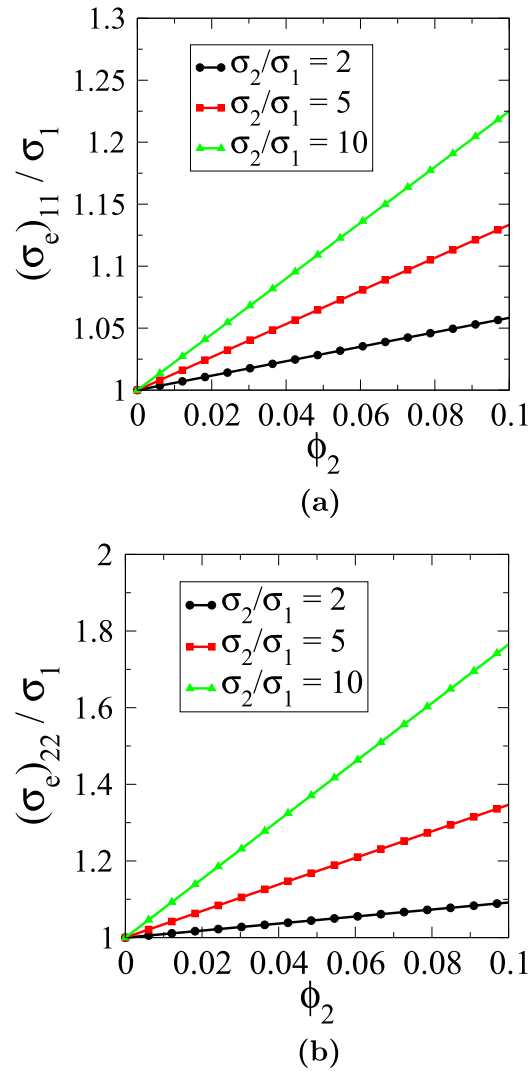 1.3
1.25
1.2
1.15
1.1
1.05
1
(σe)11 / σ1
σ2/σ1 = 2
σ2/σ1 = 5
σ2/σ1 = 10
0 0.02 0.04 0.06 0.08 0.1
ϕ2
(a)
2
1.8
1.6
1.4
1.2
1
(σe)22 / σ1
σ2/σ1 = 2
σ2/σ1 = 5
σ2/σ1 = 10
0 0.02 0.04 0.06 0.08 0.1
ϕ2
(b)